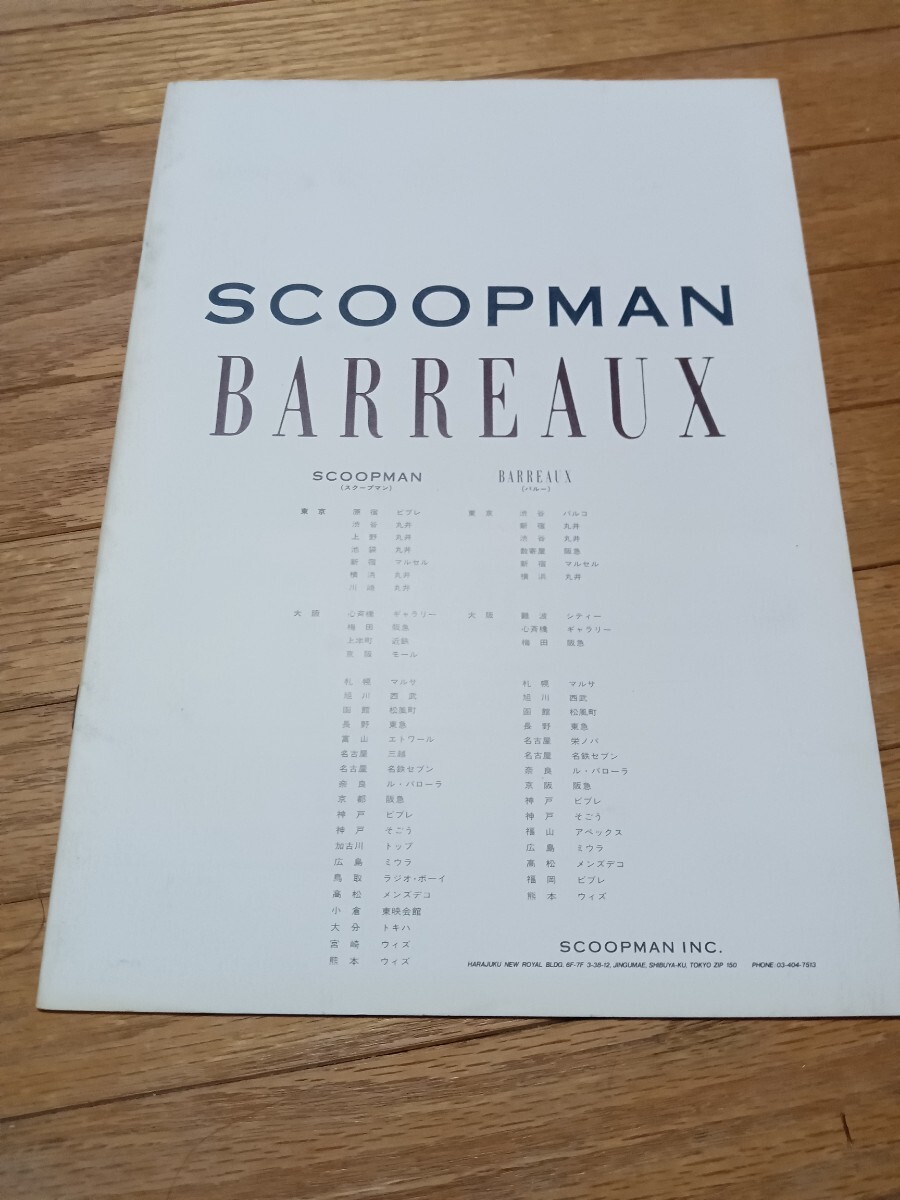 SCOOPMAN
BARREAUX
SCOOPMAN
(スクープマン)
東京 原宿 ビブレ
渋谷 丸井
上野 丸井
池袋 丸井
新宿 マルセル
横浜 丸井
川崎 丸井
大阪 心斉橋 ギャラリー
梅田 阪急
上本町 近鉄
京阪 モール
札幌 マルサ
旭川 西武
函館 松風町
長野 東急
富山 エトワール
名古屋 三越
名古屋 名鉄セブン
奈良 ル・パローラ
京都 阪急
神戸 ビブレ
神戸 そごう
加古川 トップ
広島 ミウラ
鳥取 ラジオ・ボーイ
高松 メンズデコ
小倉 東映会館
大分 トキハ
宮崎 ウィズ
熊本 ウィズ
BARREAUX
(バルー)
東京 渋谷 パルコ
新宿 丸井
渋谷 丸井
数寄屋 阪急
新宿 マルセル
横浜 丸井
大阪 難波 シティー
心斉橋 ギャラリー
梅田 阪急
札幌 マルサ
旭川 西武
函館 松風町
長野 東急
名古屋 栄ノバ
名古屋 名鉄セブン
奈良 ル・パローラ
京阪 阪急
神戸 ビブレ
神戸 そごう
福山 アペックス
広島 ミウラ
高松 メンズデコ
福岡 ビブレ
熊本 ウィズ
SCOOPMAN INC.
HARAJUKU NEW ROYAL BLDG. 6F-7F 3-38-12, JINGUMAE, SHIBUYA-KU, TOKYO ZIP 150 PHONE: 03-404-7513